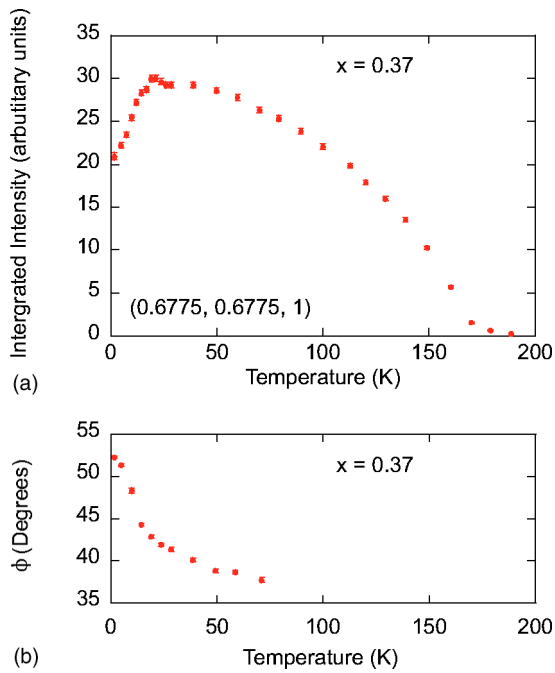 Intergrated Intensity (arbutitary units)
35
30
25
20
15
10
5
0
x = 0.37
(0.6775, 0.6775, 1)
0 50 100 150 200
Temperature (K)
(a)
ϕ (Degrees)
55
50
45
40
35
x = 0.37
0 50 100 150 200
Temperature (K)
(b)